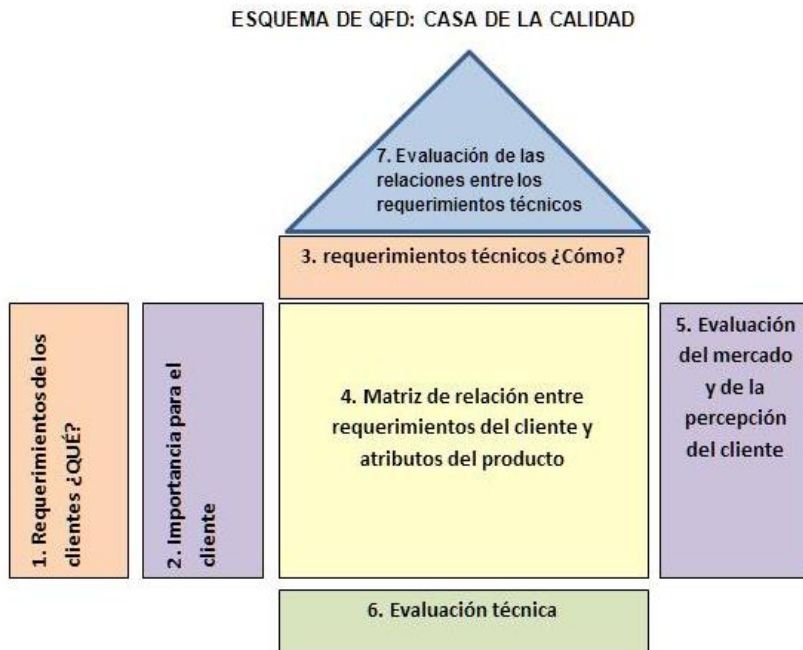 ESQUEMA DE QFD: CASA DE LA CALIDAD
7. Evaluación de las
relaciones entre los
requerimientos técnicos
3. requerimientos técnicos ¿Cómo?
1. Requerimientos de los
clientes ¿QUÉ?
2. Importancia para el
cliente
4. Matriz de relación entre
requerimientos del cliente y
atributos del producto
5. Evaluación
del mercado
y de la
percepción
del cliente
6. Evaluación técnica